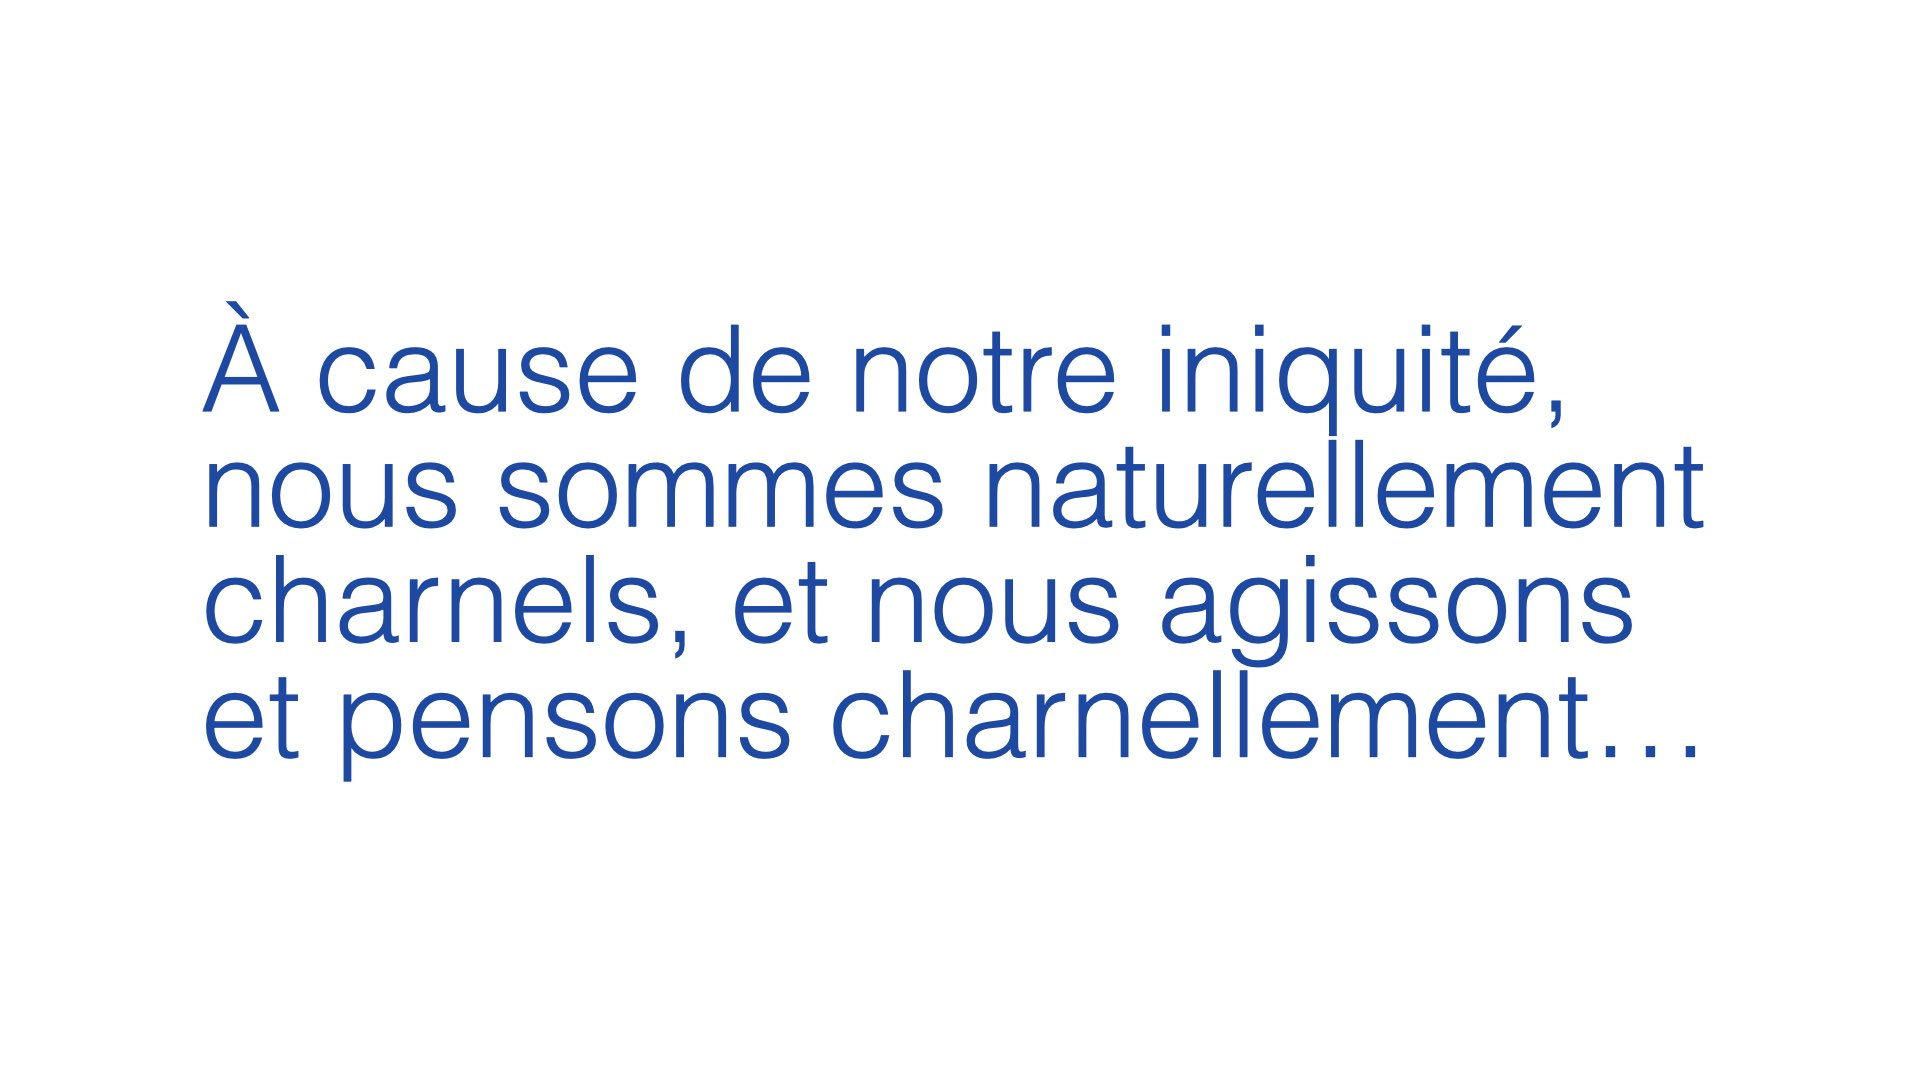 À cause de notre iniquité,
nous sommes naturellement
charnels, et nous agissons
et pensons charnellement…